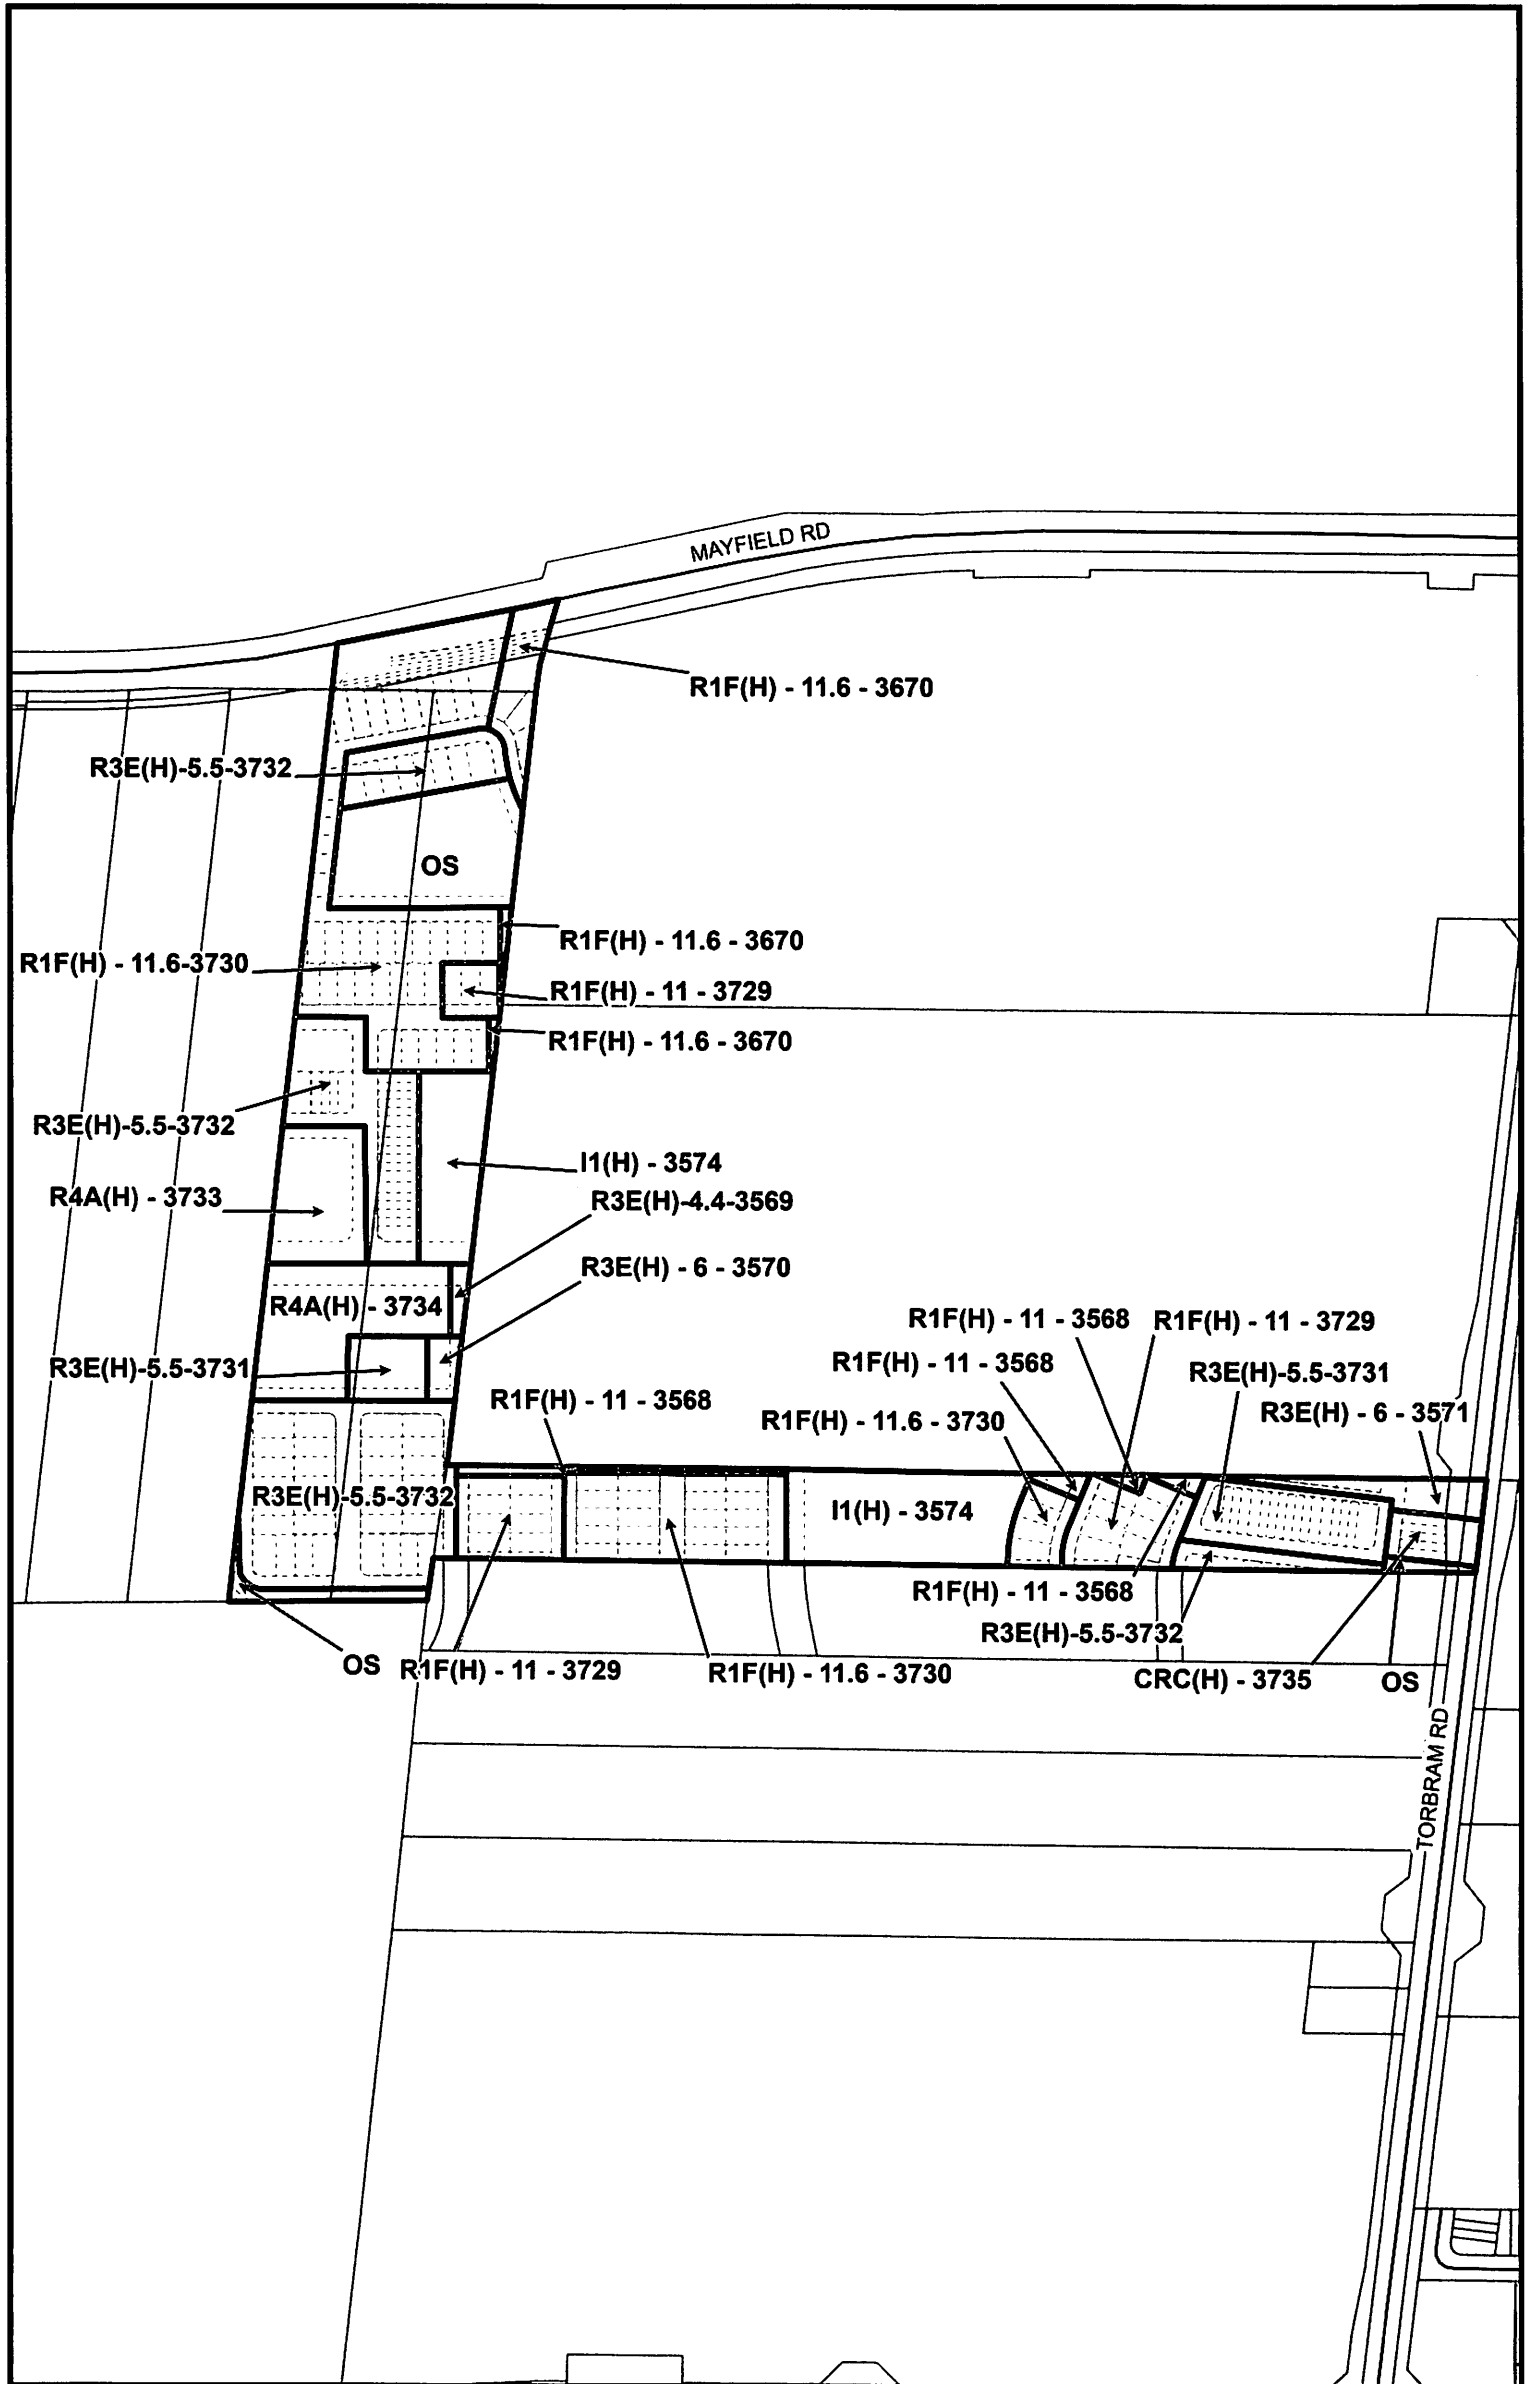 MAYFIELD RD
R1F(H) - 11.6 - 3670
R3E(H)-5.5-3732
OS
R1F(H) - 11.6 - 3670
R1F(H) - 11.6-3730
R1F(H) - 11 - 3729
R1F(H) - 11.6 - 3670
R3E(H)-5.5-3732
I1(H) - 3574
R4A(H) - 3733
R3E(H)-4.4-3569
R3E(H) - 6 - 3570
R4A(H) - 3734
R1F(H) - 11 - 3568
R1F(H) - 11 - 3729
R1F(H) - 11 - 3568
R3E(H)-5.5-3731
R3E(H)-5.5-3731
R1F(H) - 11 - 3568
R1F(H) - 11.6 - 3730
R3E(H) - 6 - 3571
R3E(H)-5.5-3732
I1(H) - 3574
R1F(H) - 11 - 3568
R3E(H)-5.5-3732
OS
R1F(H) - 11 - 3729
R1F(H) - 11.6 - 3730
CRC(H) - 3735
OS
TORBRAM RD